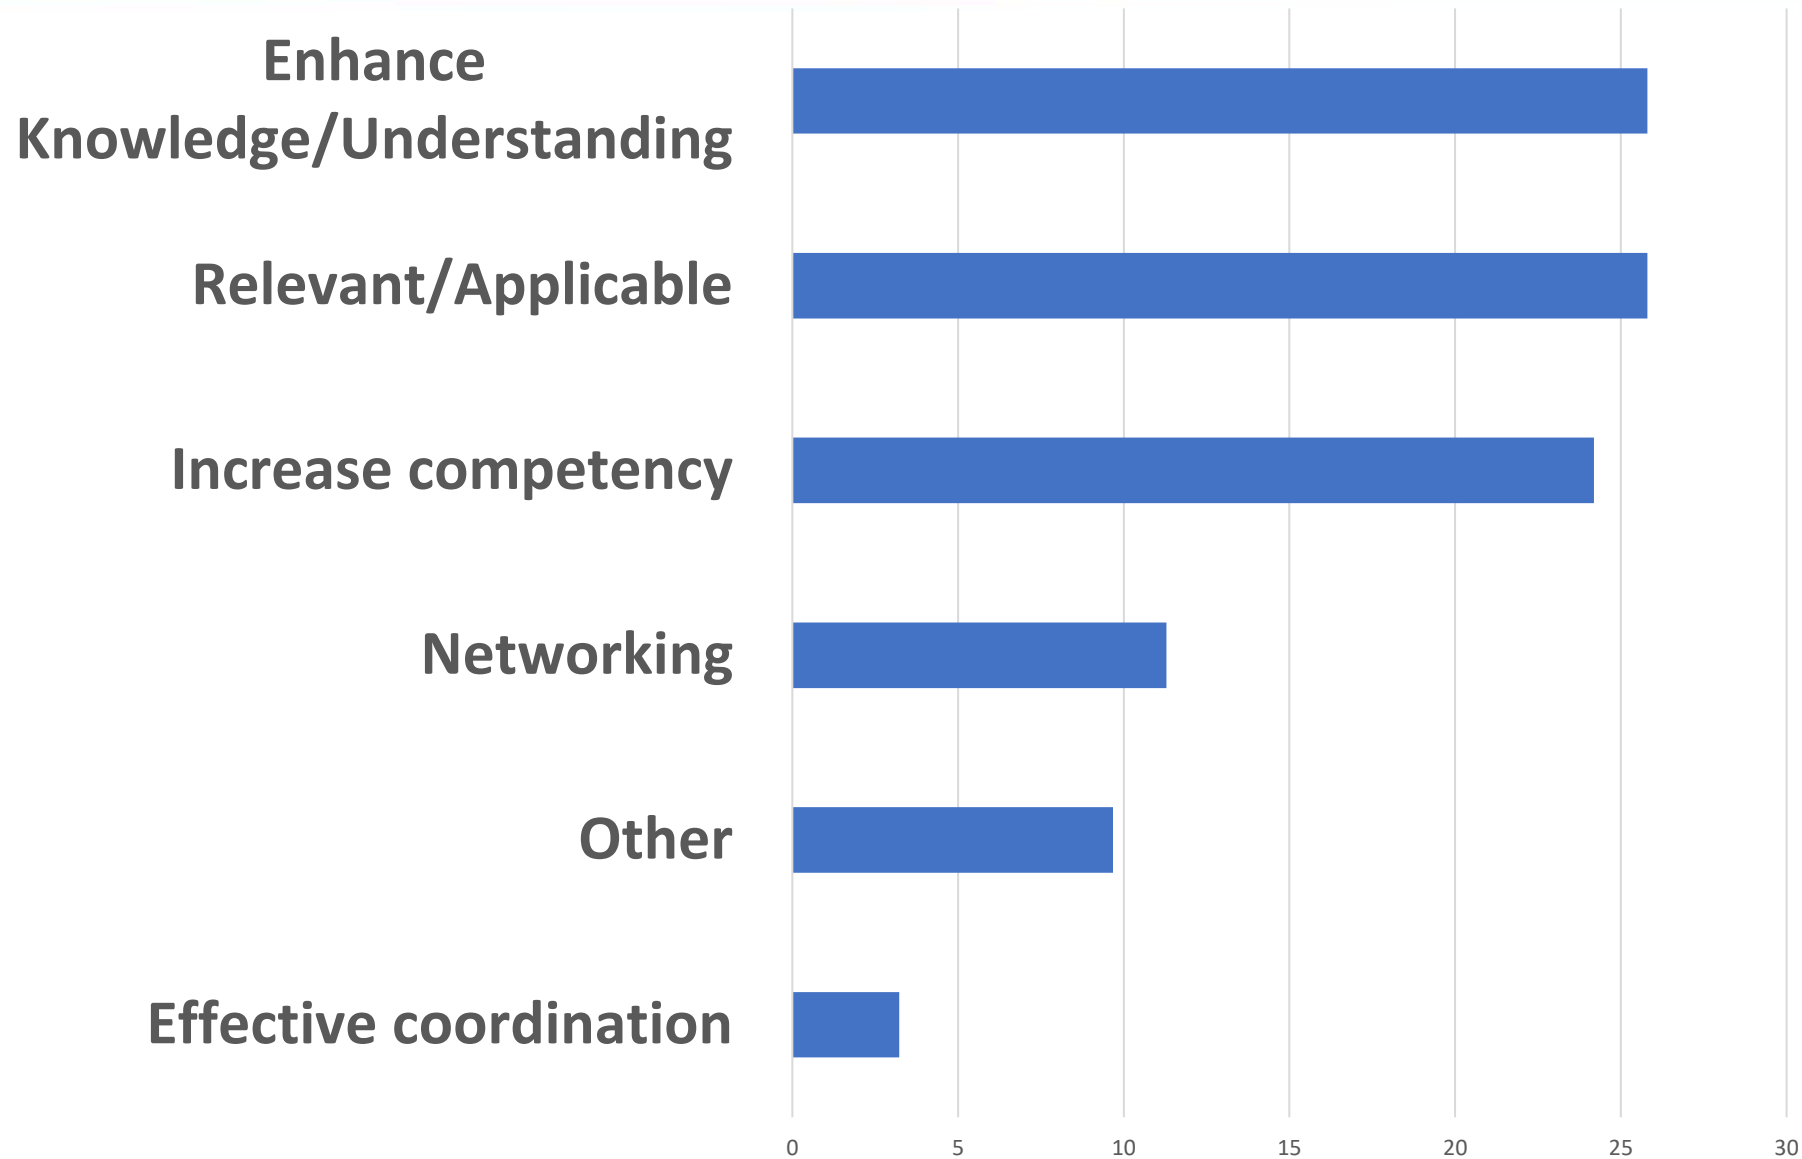 Enhance
Knowledge/Understanding
Relevant/Applicable
Increase competency
Networking
Other
Effective coordination
0 5 10 15 20 25 30